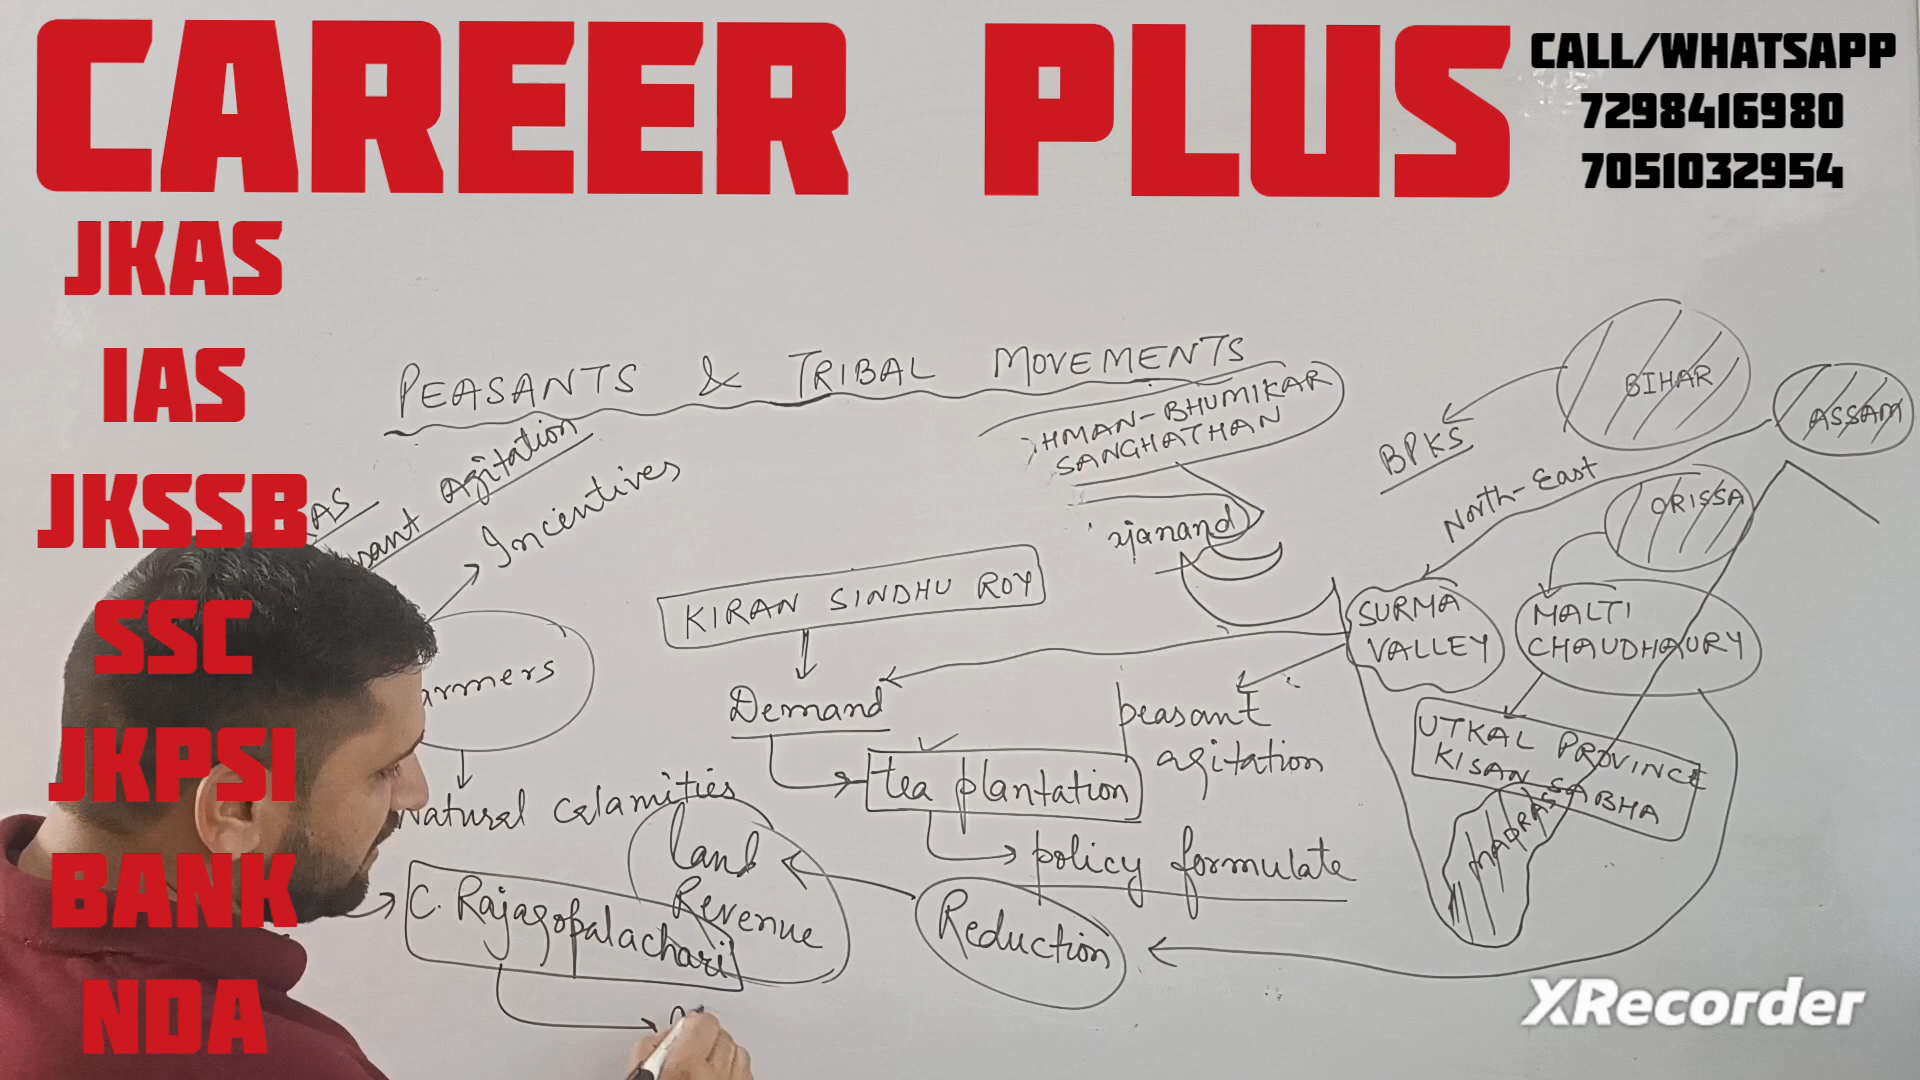 CAREER PLUS
CALL/WHATSAPP
7298416980
7051032954
JKAS
IAS
JKSSB
SSC
JKPSI
BANK
NDA
PEASANTS & TRIBAL MOVEMENTS
HMAN-BHUMIKAR
SANGHATHAN
BIHAR
ASSAM
BPKS
Agitation
Incentives
North-East
ORISSA
KIRAN SINDHU ROY
SURMA
VALLEY
MALTI
CHAUDHAURY
armers
Demand
peasant
agitation
UTKAL PROVINCE
KISAN SABHA
tea plantation
MADRAS
Natural calamities
land
Revenue
policy formulate
C. Rajagopalachari
Reduction
XRecorder